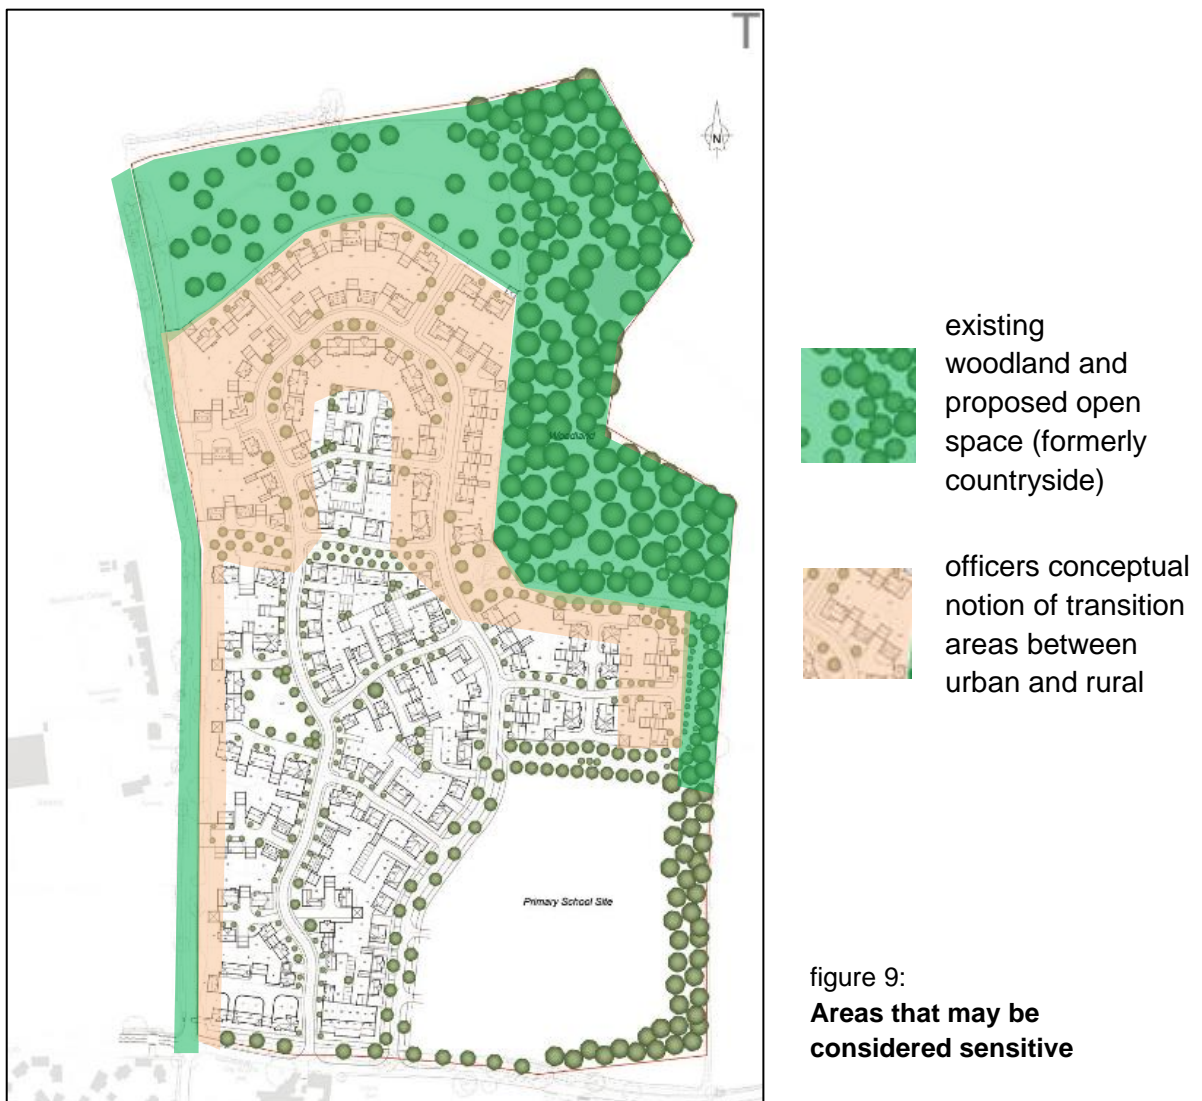 T
N
Woodland
Primary School Site
existing
woodland and
proposed open
space (formerly
countryside)
officers conceptual
notion of transition
areas between
urban and rural
figure 9:
Areas that may be
considered sensitive